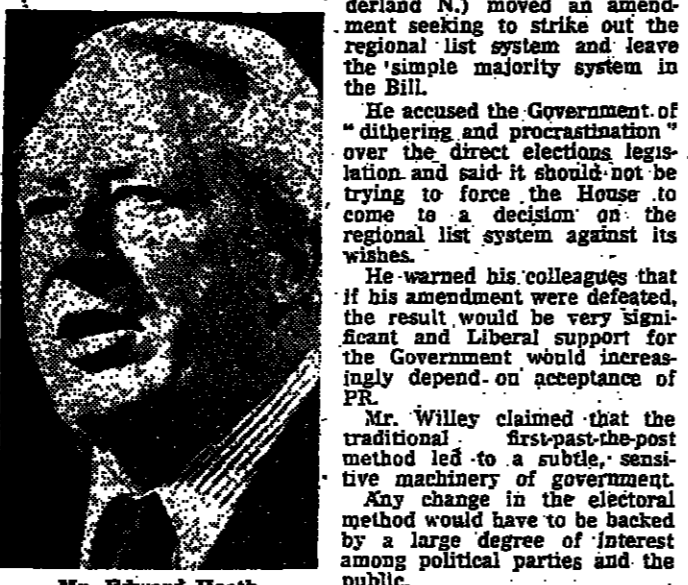 derland N.) moved an amend-
ment seeking to strike out the
regional list system and leave
the simple majority system in
the Bill.
He accused the Government of
"dithering and procrastination"
over the direct elections legis-
lation and said it should not be
trying to force the House to
come to a decision on the
regional list system against its
wishes.
He warned his colleagues that
if his amendment were defeated,
the result would be very signi-
ficant and Liberal support for
the Government would increas-
ingly depend on acceptance of
PR.
Mr. Willey claimed that the
traditional first-past-the-post
method led to a subtle, sensi-
tive machinery of government.
Any change in the electoral
method would have to be backed
by a large degree of interest
among political parties and the
public.
Mr. Edward Heath